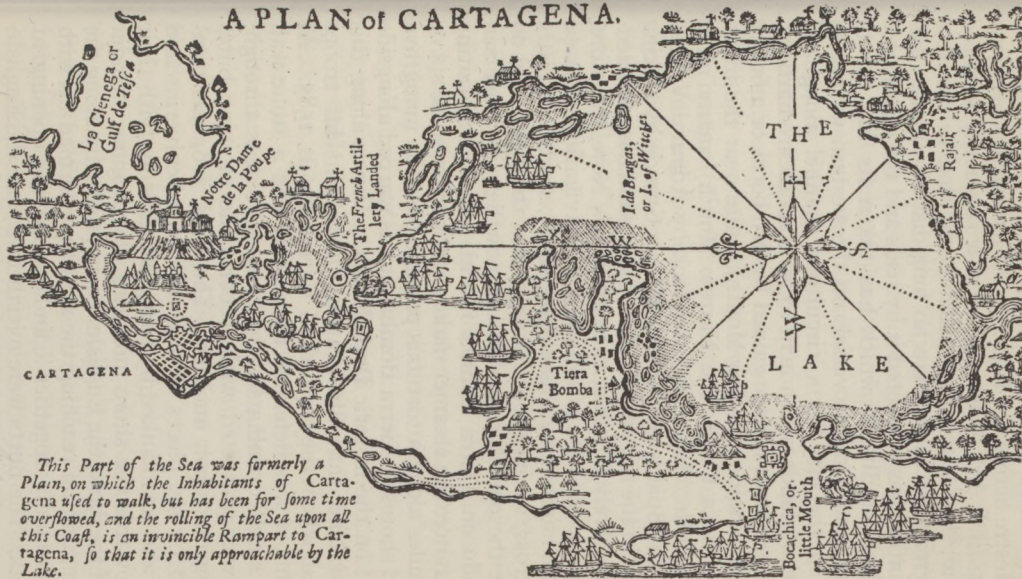 A PLAN of CARTAGENA.
La Cienega or
Gulf de Tesca
Notre Dame
de la Poupe
The French Artil-
lery Landed
I. de Brugas,
or I. of Witches
THE
E
Rajak
W
S
W
LAKE
CARTAGENA
Tiera
Bomba
This Part of the Sea was formerly a
Plain, on which the Inhabitants of Carta-
gena uſed to walk, but has been for ſome time
overflowed, and the rolling of the Sea upon all
this Coaſt, is an invincible Rampart to Car-
tagena, ſo that it is only approachable by the
Lake.
Bocachica, or
little Mouth